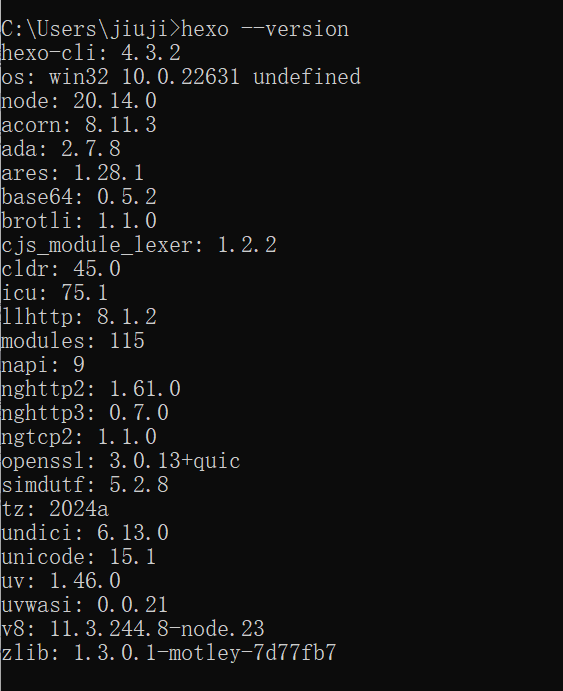 C:\Users\jiuji>hexo --version
hexo-cli: 4.3.2
os: win32 10.0.22631 undefined
node: 20.14.0
acorn: 8.11.3
ada: 2.7.8
ares: 1.28.1
base64: 0.5.2
brotli: 1.1.0
cjs_module_lexer: 1.2.2
cldr: 45.0
icu: 75.1
llhttp: 8.1.2
modules: 115
napi: 9
nghttp2: 1.61.0
nghttp3: 0.7.0
ngtcp2: 1.1.0
openssl: 3.0.13+quic
simdutf: 5.2.8
tz: 2024a
undici: 6.13.0
unicode: 15.1
uv: 1.46.0
uvwasi: 0.0.21
v8: 11.3.244.8-node.23
zlib: 1.3.0.1-motley-7d77fb7